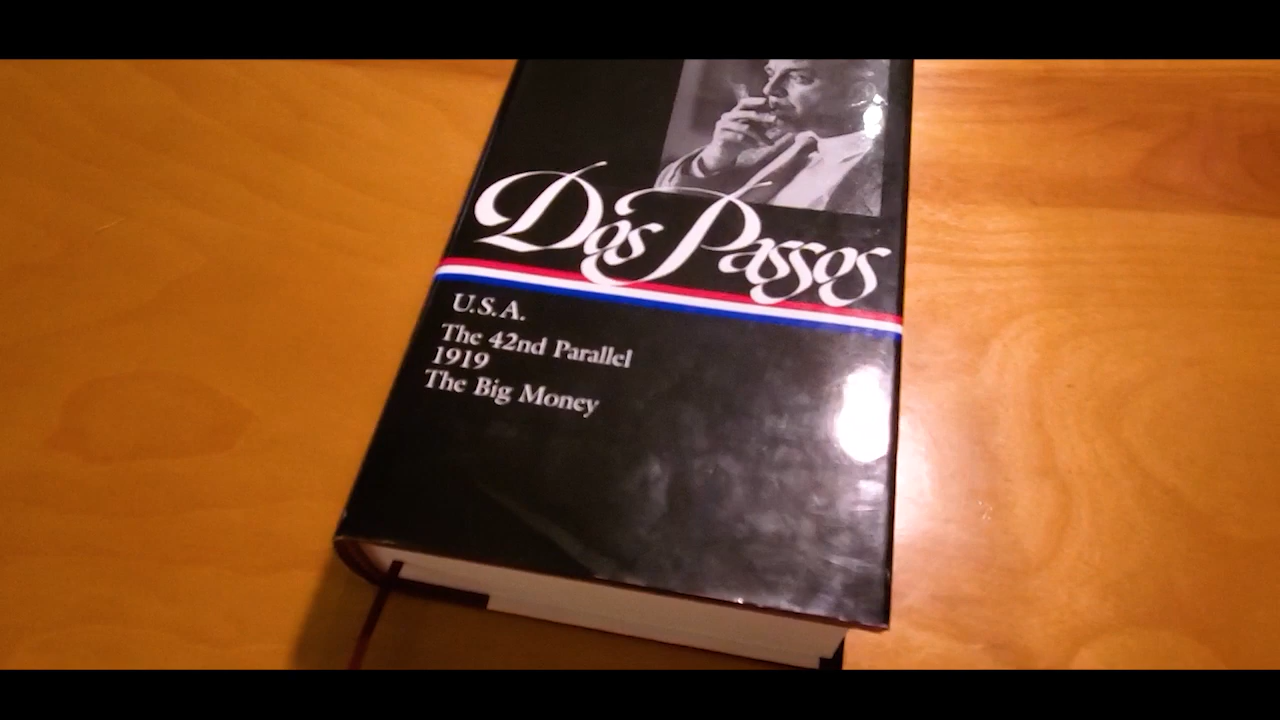 Dos Passos
U.S.A.
The 42nd Parallel
1919
The Big Money